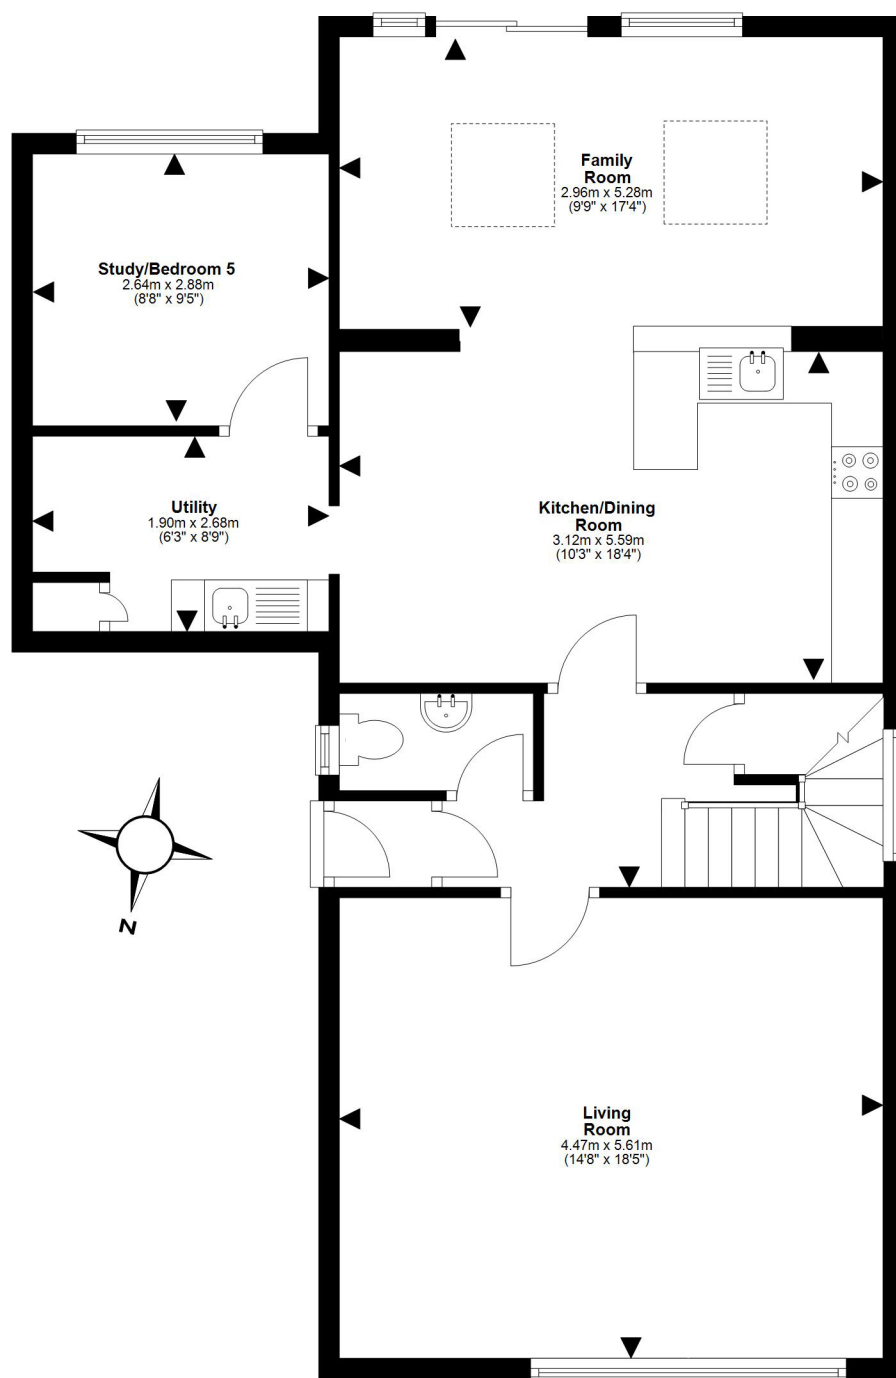 Family
Room
2.96m x 5.28m
(9'9" x 17'4")
Study/Bedroom 5
2.64m x 2.88m
(8'8" x 9'5")
Utility
1.90m x 2.68m
(6'3" x 8'9")
Kitchen/Dining
Room
3.12m x 5.59m
(10'3" x 18'4")
N
Living
Room
4.47m x 5.61m
(14'8" x 18'5")